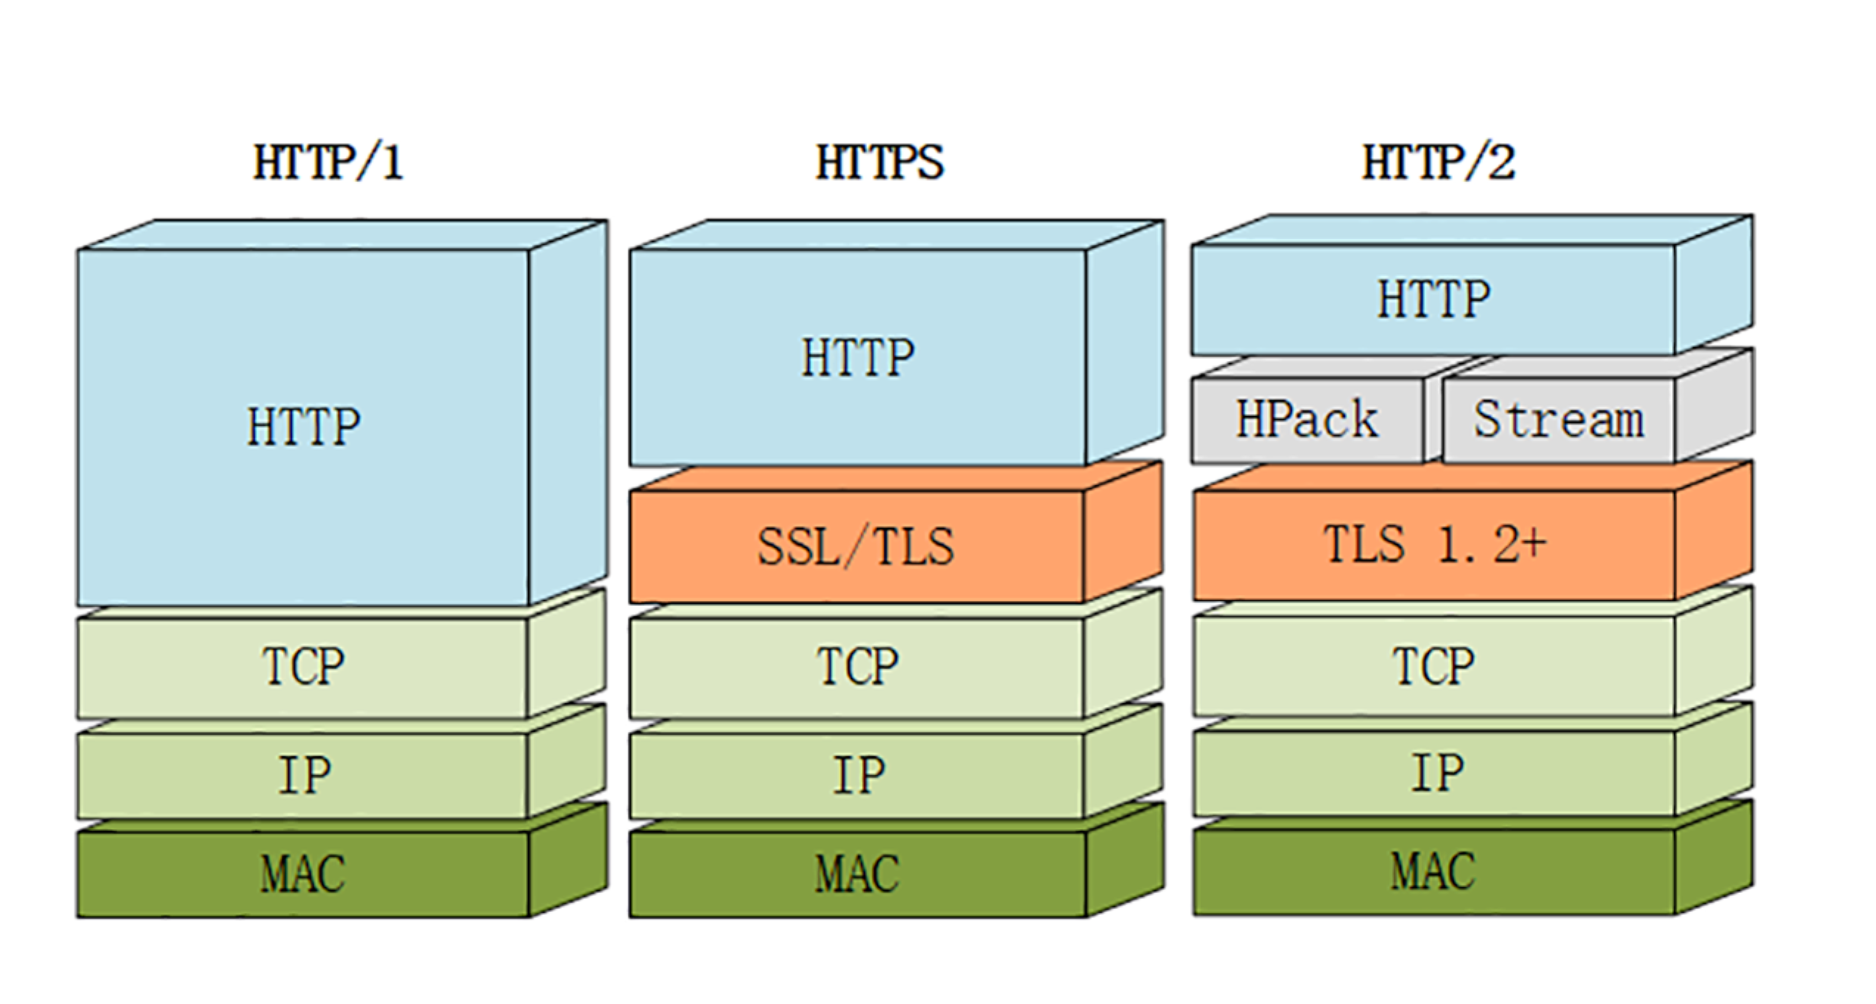 HTTP/1
HTTP
TCP
IP
MAC
HTTPS
HTTP
SSL/TLS
TCP
IP
MAC
HTTP/2
HTTP
HPack
Stream
TLS 1.2+
TCP
IP
MAC